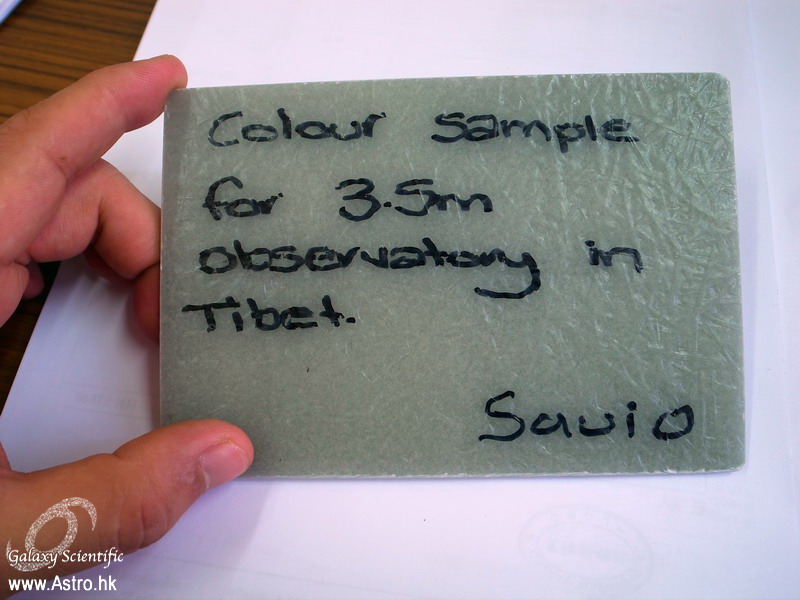 Colour sample
for 3.5m
observatory in
Tibet.
Savio
Galaxy Scientific
www.Astro.hk